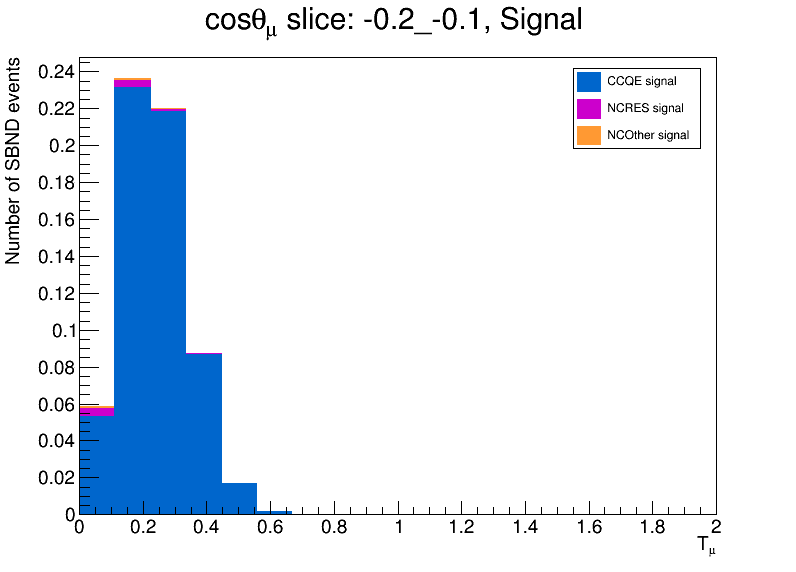 cosθμ slice: -0.2_-0.1, Signal
Number of SBND events
0.24
0.22
0.2
0.18
0.16
0.14
0.12
0.1
0.08
0.06
0.04
0.02
0
CCQE signal
NCRES signal
NCOther signal
0 0.2 0.4 0.6 0.8 1 1.2 1.4 1.6 1.8 2
Tμ